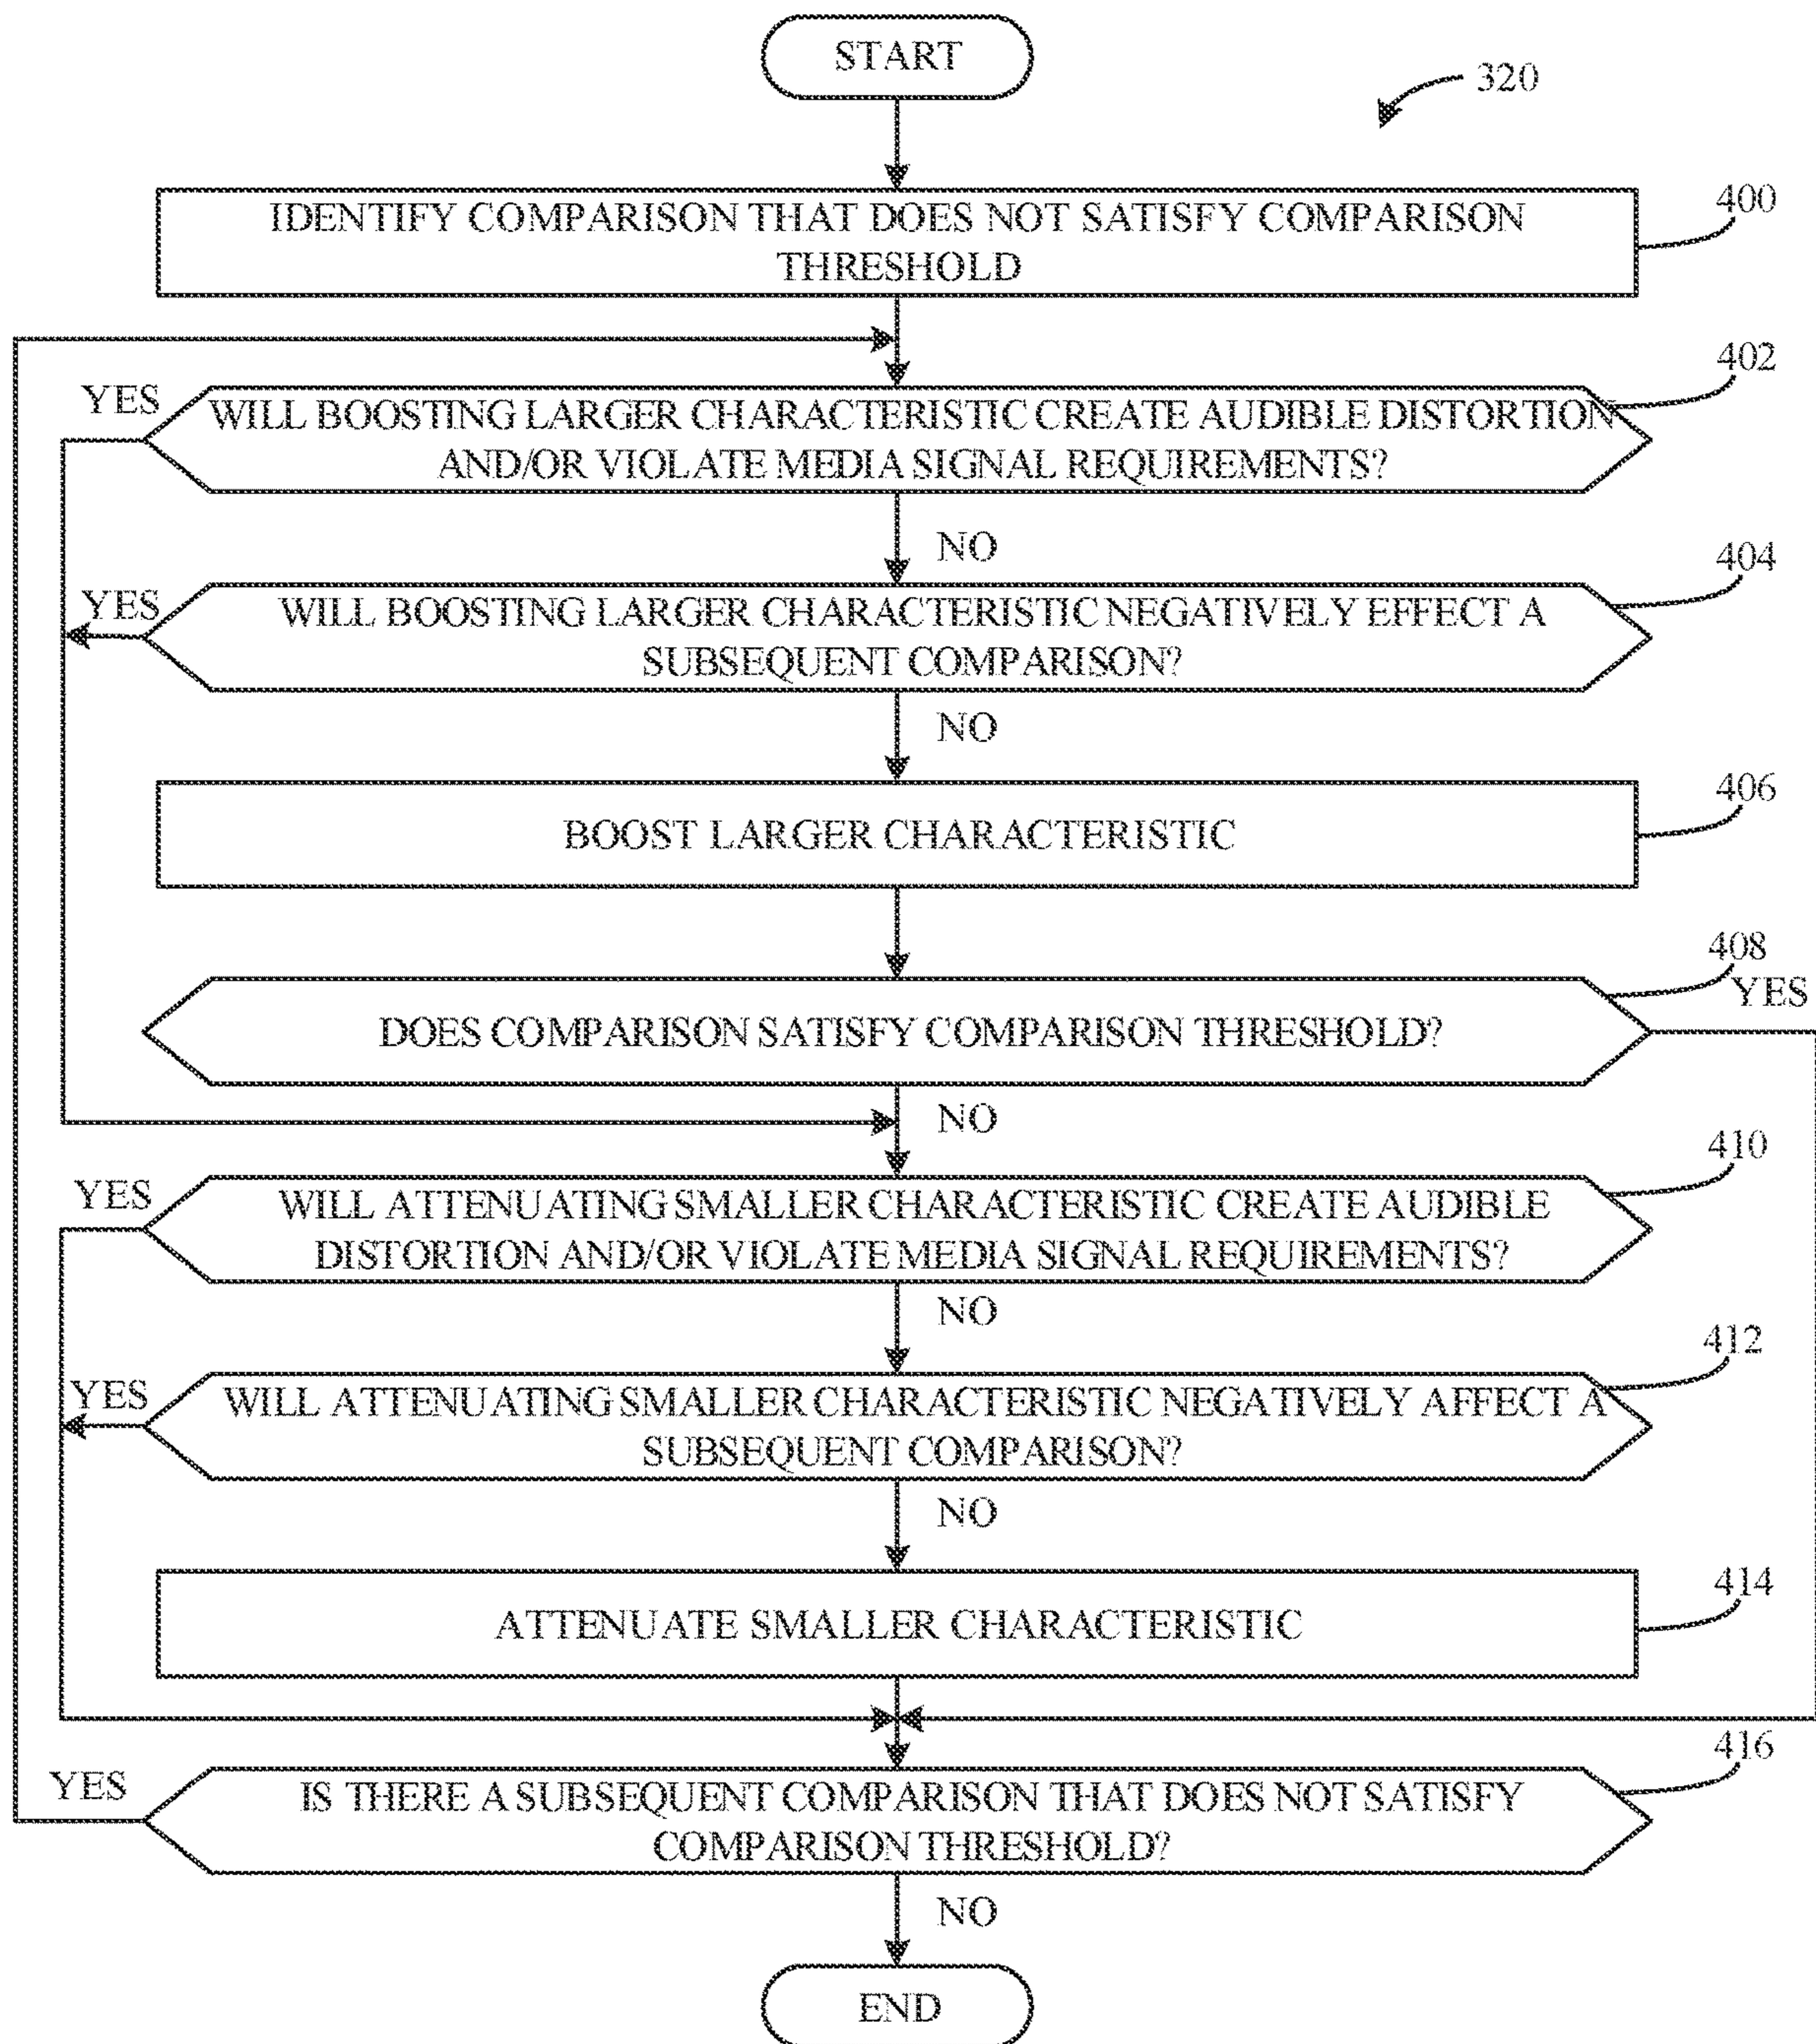 START
320
IDENTIFY COMPARISON THAT DOES NOT SATISFY COMPARISON
THRESHOLD
400
402
YES
WILL BOOSTING LARGER CHARACTERISTIC CREATE AUDIBLE DISTORTION
AND/OR VIOLATE MEDIA SIGNAL REQUIREMENTS?
NO
404
YES
WILL BOOSTING LARGER CHARACTERISTIC NEGATIVELY EFFECT A
SUBSEQUENT COMPARISON?
NO
406
BOOST LARGER CHARACTERISTIC
408
YES
DOES COMPARISON SATISFY COMPARISON THRESHOLD?
NO
410
YES
WILL ATTENUATING SMALLER CHARACTERISTIC CREATE AUDIBLE
DISTORTION AND/OR VIOLATE MEDIA SIGNAL REQUIREMENTS?
NO
412
YES
WILL ATTENUATING SMALLER CHARACTERISTIC NEGATIVELY AFFECT A
SUBSEQUENT COMPARISON?
NO
414
ATTENUATE SMALLER CHARACTERISTIC
416
YES
IS THERE A SUBSEQUENT COMPARISON THAT DOES NOT SATISFY
COMPARISON THRESHOLD?
NO
END